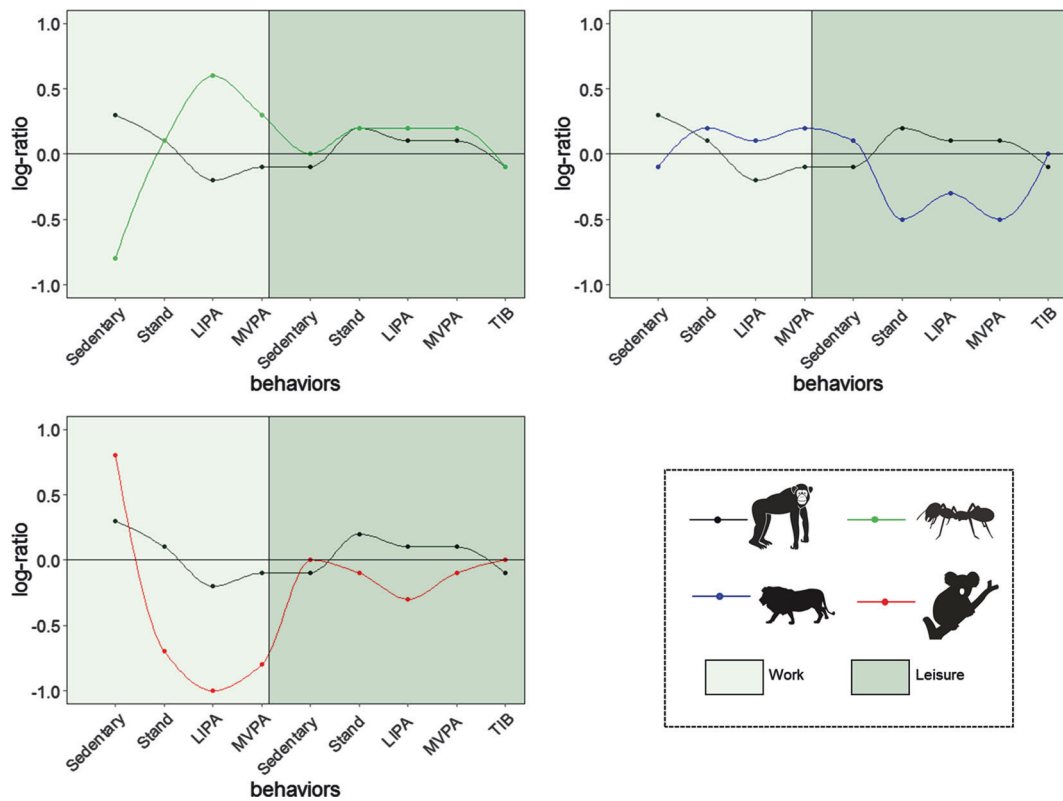 1.0
0.5
0.0
-0.5
-1.0
log-ratio
Sedentary
Stand
LIPA
MVPA
Sedentary
Stand
LIPA
MVPA
TIB
behaviors
1.0
0.5
0.0
-0.5
-1.0
log-ratio
Sedentary
Stand
LIPA
MVPA
Sedentary
Stand
LIPA
MVPA
TIB
behaviors
1.0
0.5
0.0
-0.5
-1.0
log-ratio
Sedentary
Stand
LIPA
MVPA
Sedentary
Stand
LIPA
MVPA
TIB
behaviors
Work
Leisure